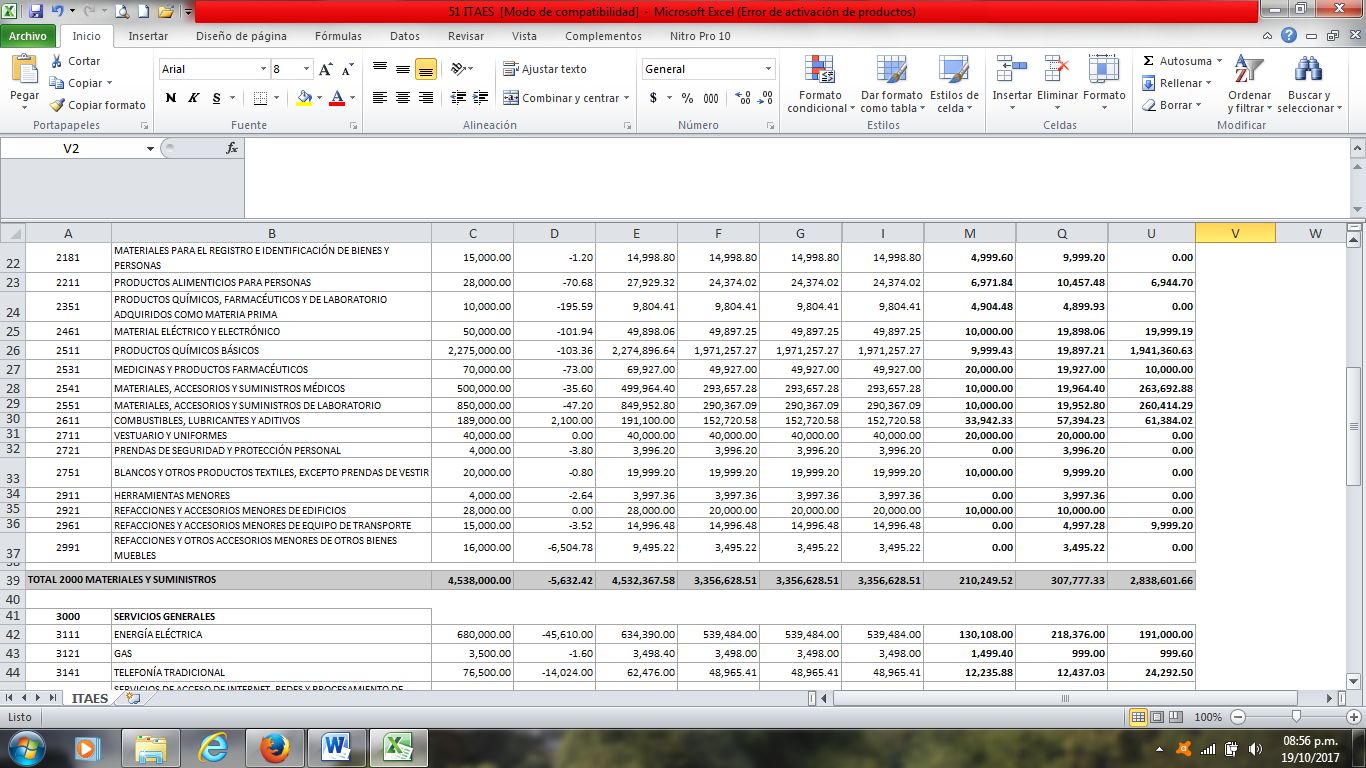 51 ITAES [Modo de compatibilidad] - Microsoft Excel (Error de activación de productos)
Archivo Inicio Insertar Diseño de página Fórmulas Datos Revisar Vista Complementos Nitro Pro 10
Pegar Cortar Copiar Copiar formato
Arial 8
N K S
Ajustar texto
Combinar y centrar
General
$ % 000
Formato condicional Dar formato como tabla Estilos de celda
Insertar Eliminar Formato
Autosuma Rellenar Borrar
Ordenar y filtrar Buscar y seleccionar
Portapapeles Fuente Alineación Número Estilos Celdas Modificar
V2 fx
A B C D E F G I M Q U V W
22 2181 MATERIALES PARA EL REGISTRO E IDENTIFICACIÓN DE BIENES Y PERSONAS 15,000.00 -1.20 14,998.80 14,998.80 14,998.80 14,998.80 4,999.60 9,999.20 0.00
23 2211 PRODUCTOS ALIMENTICIOS PARA PERSONAS 28,000.00 -70.68 27,929.32 24,374.02 24,374.02 24,374.02 6,971.84 10,457.48 6,944.70
24 2351 PRODUCTOS QUÍMICOS, FARMACÉUTICOS Y DE LABORATORIO ADQUIRIDOS COMO MATERIA PRIMA 10,000.00 -195.59 9,804.41 9,804.41 9,804.41 9,804.41 4,904.48 4,899.93 0.00
25 2461 MATERIAL ELÉCTRICO Y ELECTRÓNICO 50,000.00 -101.94 49,898.06 49,897.25 49,897.25 49,897.25 10,000.00 19,898.06 19,999.19
26 2511 PRODUCTOS QUÍMICOS BÁSICOS 2,275,000.00 -103.36 2,274,896.64 1,971,257.27 1,971,257.27 1,971,257.27 9,999.43 19,897.21 1,941,360.63
27 2531 MEDICINAS Y PRODUCTOS FARMACÉUTICOS 70,000.00 -73.00 69,927.00 49,927.00 49,927.00 49,927.00 20,000.00 19,927.00 10,000.00
28 2541 MATERIALES, ACCESORIOS Y SUMINISTROS MÉDICOS 500,000.00 -35.60 499,964.40 293,657.28 293,657.28 293,657.28 10,000.00 19,964.40 263,692.88
29 2551 MATERIALES, ACCESORIOS Y SUMINISTROS DE LABORATORIO 850,000.00 -47.20 849,952.80 290,367.09 290,367.09 290,367.09 10,000.00 19,952.80 260,414.29
30 2611 COMBUSTIBLES, LUBRICANTES Y ADITIVOS 189,000.00 2,100.00 191,100.00 152,720.58 152,720.58 152,720.58 33,942.33 57,394.23 61,384.02
31 2711 VESTUARIO Y UNIFORMES 40,000.00 0.00 40,000.00 40,000.00 40,000.00 40,000.00 20,000.00 20,000.00 0.00
32 2721 PRENDAS DE SEGURIDAD Y PROTECCIÓN PERSONAL 4,000.00 -3.80 3,996.20 3,996.20 3,996.20 3,996.20 0.00 3,996.20 0.00
33 2751 BLANCOS Y OTROS PRODUCTOS TEXTILES, EXCEPTO PRENDAS DE VESTIR 20,000.00 -0.80 19,999.20 19,999.20 19,999.20 19,999.20 10,000.00 9,999.20 0.00
34 2911 HERRAMIENTAS MENORES 4,000.00 -2.64 3,997.36 3,997.36 3,997.36 3,997.36 0.00 3,997.36 0.00
35 2921 REFACCIONES Y ACCESORIOS MENORES DE EDIFICIOS 28,000.00 0.00 28,000.00 20,000.00 20,000.00 20,000.00 10,000.00 10,000.00 0.00
36 2961 REFACCIONES Y ACCESORIOS MENORES DE EQUIPO DE TRANSPORTE 15,000.00 -3.52 14,996.48 14,996.48 14,996.48 14,996.48 0.00 4,997.28 9,999.20
37 2991 REFACCIONES Y OTROS ACCESORIOS MENORES DE OTROS BIENES MUEBLES 16,000.00 -6,504.78 9,495.22 3,495.22 3,495.22 3,495.22 0.00 3,495.22 0.00
38
39 TOTAL 2000 MATERIALES Y SUMINISTROS 4,538,000.00 -5,632.42 4,532,367.58 3,356,628.51 3,356,628.51 3,356,628.51 210,249.52 307,777.33 2,838,601.66
40
41 3000 SERVICIOS GENERALES
42 3111 ENERGÍA ELÉCTRICA 680,000.00 -45,610.00 634,390.00 539,484.00 539,484.00 539,484.00 130,108.00 218,376.00 191,000.00
43 3121 GAS 3,500.00 -1.60 3,498.40 3,498.00 3,498.00 3,498.00 1,499.40 999.00 999.60
44 3141 TELEFONÍA TRADICIONAL 76,500.00 -14,024.00 62,476.00 48,965.41 48,965.41 48,965.41 12,235.88 12,437.03 24,292.50
SERVICIOS DE ACCESO DE INTERNET, REDES Y PROCESAMIENTO DE
ITAES
Listo 100%
08:56 p.m.
19/10/2017